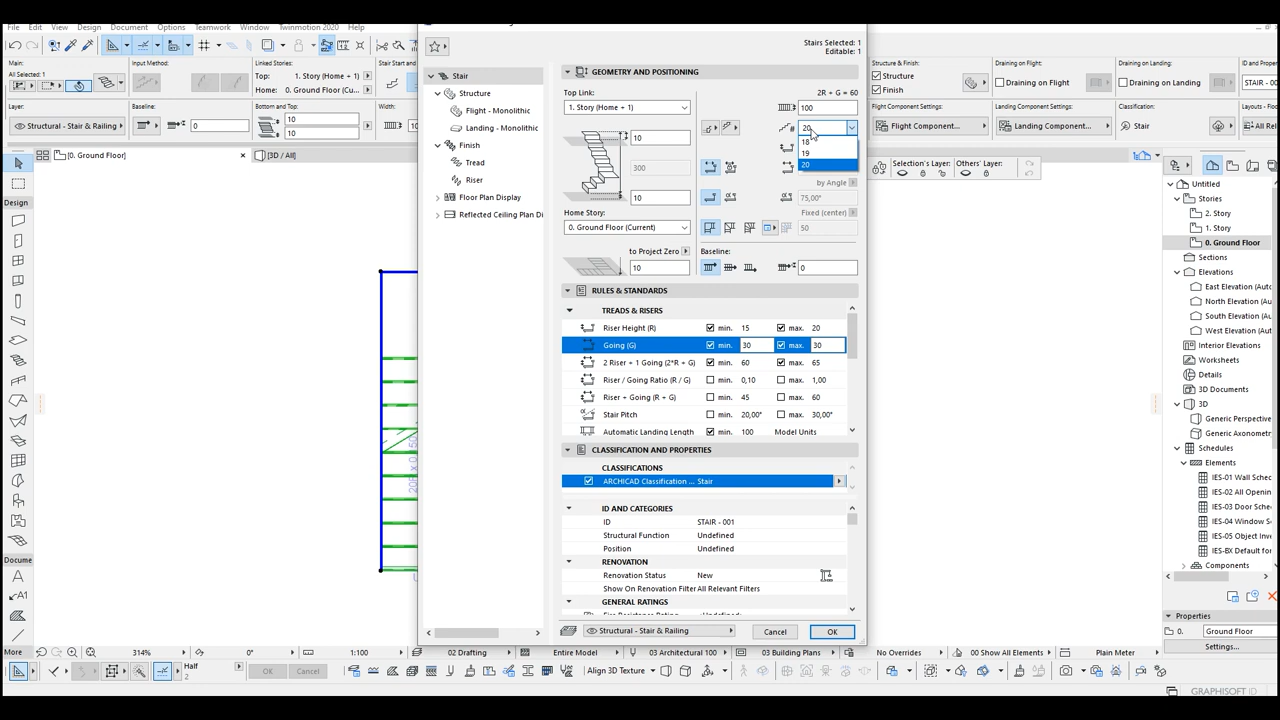 File Edit View Design Document Options Teamwork Window Twinmotion 2020 Help
Main:
All Selected: 1
Input Method:
Linked Stories:
Top: 1. Story (Home + 1)
Home: 0. Ground Floor (Cu...
Layer:
Structural - Stair & Railing
Baseline:
0
Bottom and Top:
10
10
Width:
[0. Ground Floor]
[3D / All]
Design
Docume
More
Stairs Selected: 1
Editable: 1
Stair
Structure
Flight - Monolithic
Landing - Monolithic
Finish
Tread
Riser
Floor Plan Display
Reflected Ceiling Plan Di
GEOMETRY AND POSITIONING
Top Link:
1. Story (Home + 1)
10
300
10
Home Story:
0. Ground Floor (Current)
to Project Zero
10
2R + G = 60
100
20
18
19
20
by Angle
75,00°
Fixed (center)
50
Baseline:
0
RULES & STANDARDS
TREADS & RISERS
Riser Height (R) min. 15 max. 20
Going (G) min. 30 max. 30
2 Riser + 1 Going (2*R + G) min. 60 max. 65
Riser / Going Ratio (R / G) min. 0,10 max. 1,00
Riser + Going (R + G) min. 45 max. 60
Stair Pitch min. 20,00° max. 30,00°
Automatic Landing Length min. 100 Model Units
CLASSIFICATION AND PROPERTIES
CLASSIFICATIONS
ARCHICAD Classification ... Stair
ID AND CATEGORIES
ID STAIR - 001
Structural Function Undefined
Position Undefined
RENOVATION
Renovation Status New
Show On Renovation Filter All Relevant Filters
GENERAL RATINGS
Structural - Stair & Railing
Cancel
OK
Structure & Finish:
Structure
Finish
Draining on Flight:
Draining on Flight
Draining on Landing:
Draining on Landing
ID and
STAIR - 00
Flight Component Settings:
Flight Component...
Landing Component Settings:
Landing Component...
Classification:
Stair
Properties:
Selection's Layer:
Others' Layer:
Untitled
Stories
2. Story
1. Story
0. Ground Floor
Sections
Elevations
East Elevation (Au
North Elevation (A
South Elevation (A
West Elevation (A
Interior Elevations
Worksheets
Details
3D Documents
3D
Generic Perspectiv
Generic Axonometr
Schedules
Elements
IES-01 Wall Sched
IES-02 All Openin
IES-03 Door Sche
IES-04 Window S
IES-05 Object Inve
IES-BX Default for
Components
Properties
0.
Ground Floor
Settings...
314%
0°
1:100
02 Drafting
Entire Model
03 Architectural 100
03 Building Plans
No Overrides
00 Show All Elements
Plain Meter
Half
2
OK
Cancel
Align 3D Texture
GRAPHISOFT ID